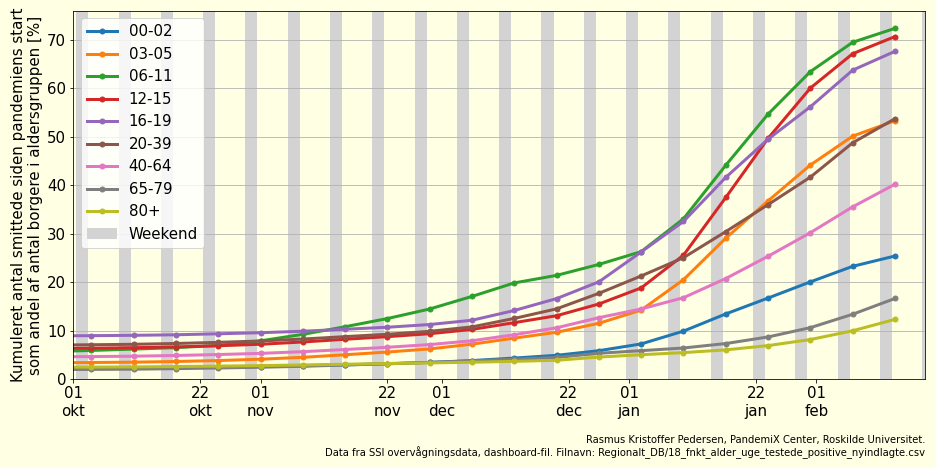 Kumuleret antal smittede siden pandemiens start
som andel af antal borgere i aldersgruppen [%]
70
60
50
40
30
20
10
0
00-02
03-05
06-11
12-15
16-19
20-39
40-64
65-79
80+
Weekend
01 22 01 22 01 22 01 22 01
okt okt nov nov dec dec jan jan feb
Rasmus Kristoffer Pedersen, PandemiX Center, Roskilde Universitet.
Data fra SSI overvågningsdata, dashboard-fil. Filnavn: Regionalt_DB/18_fnkt_alder_uge_testede_positive_nyindlagte.csv